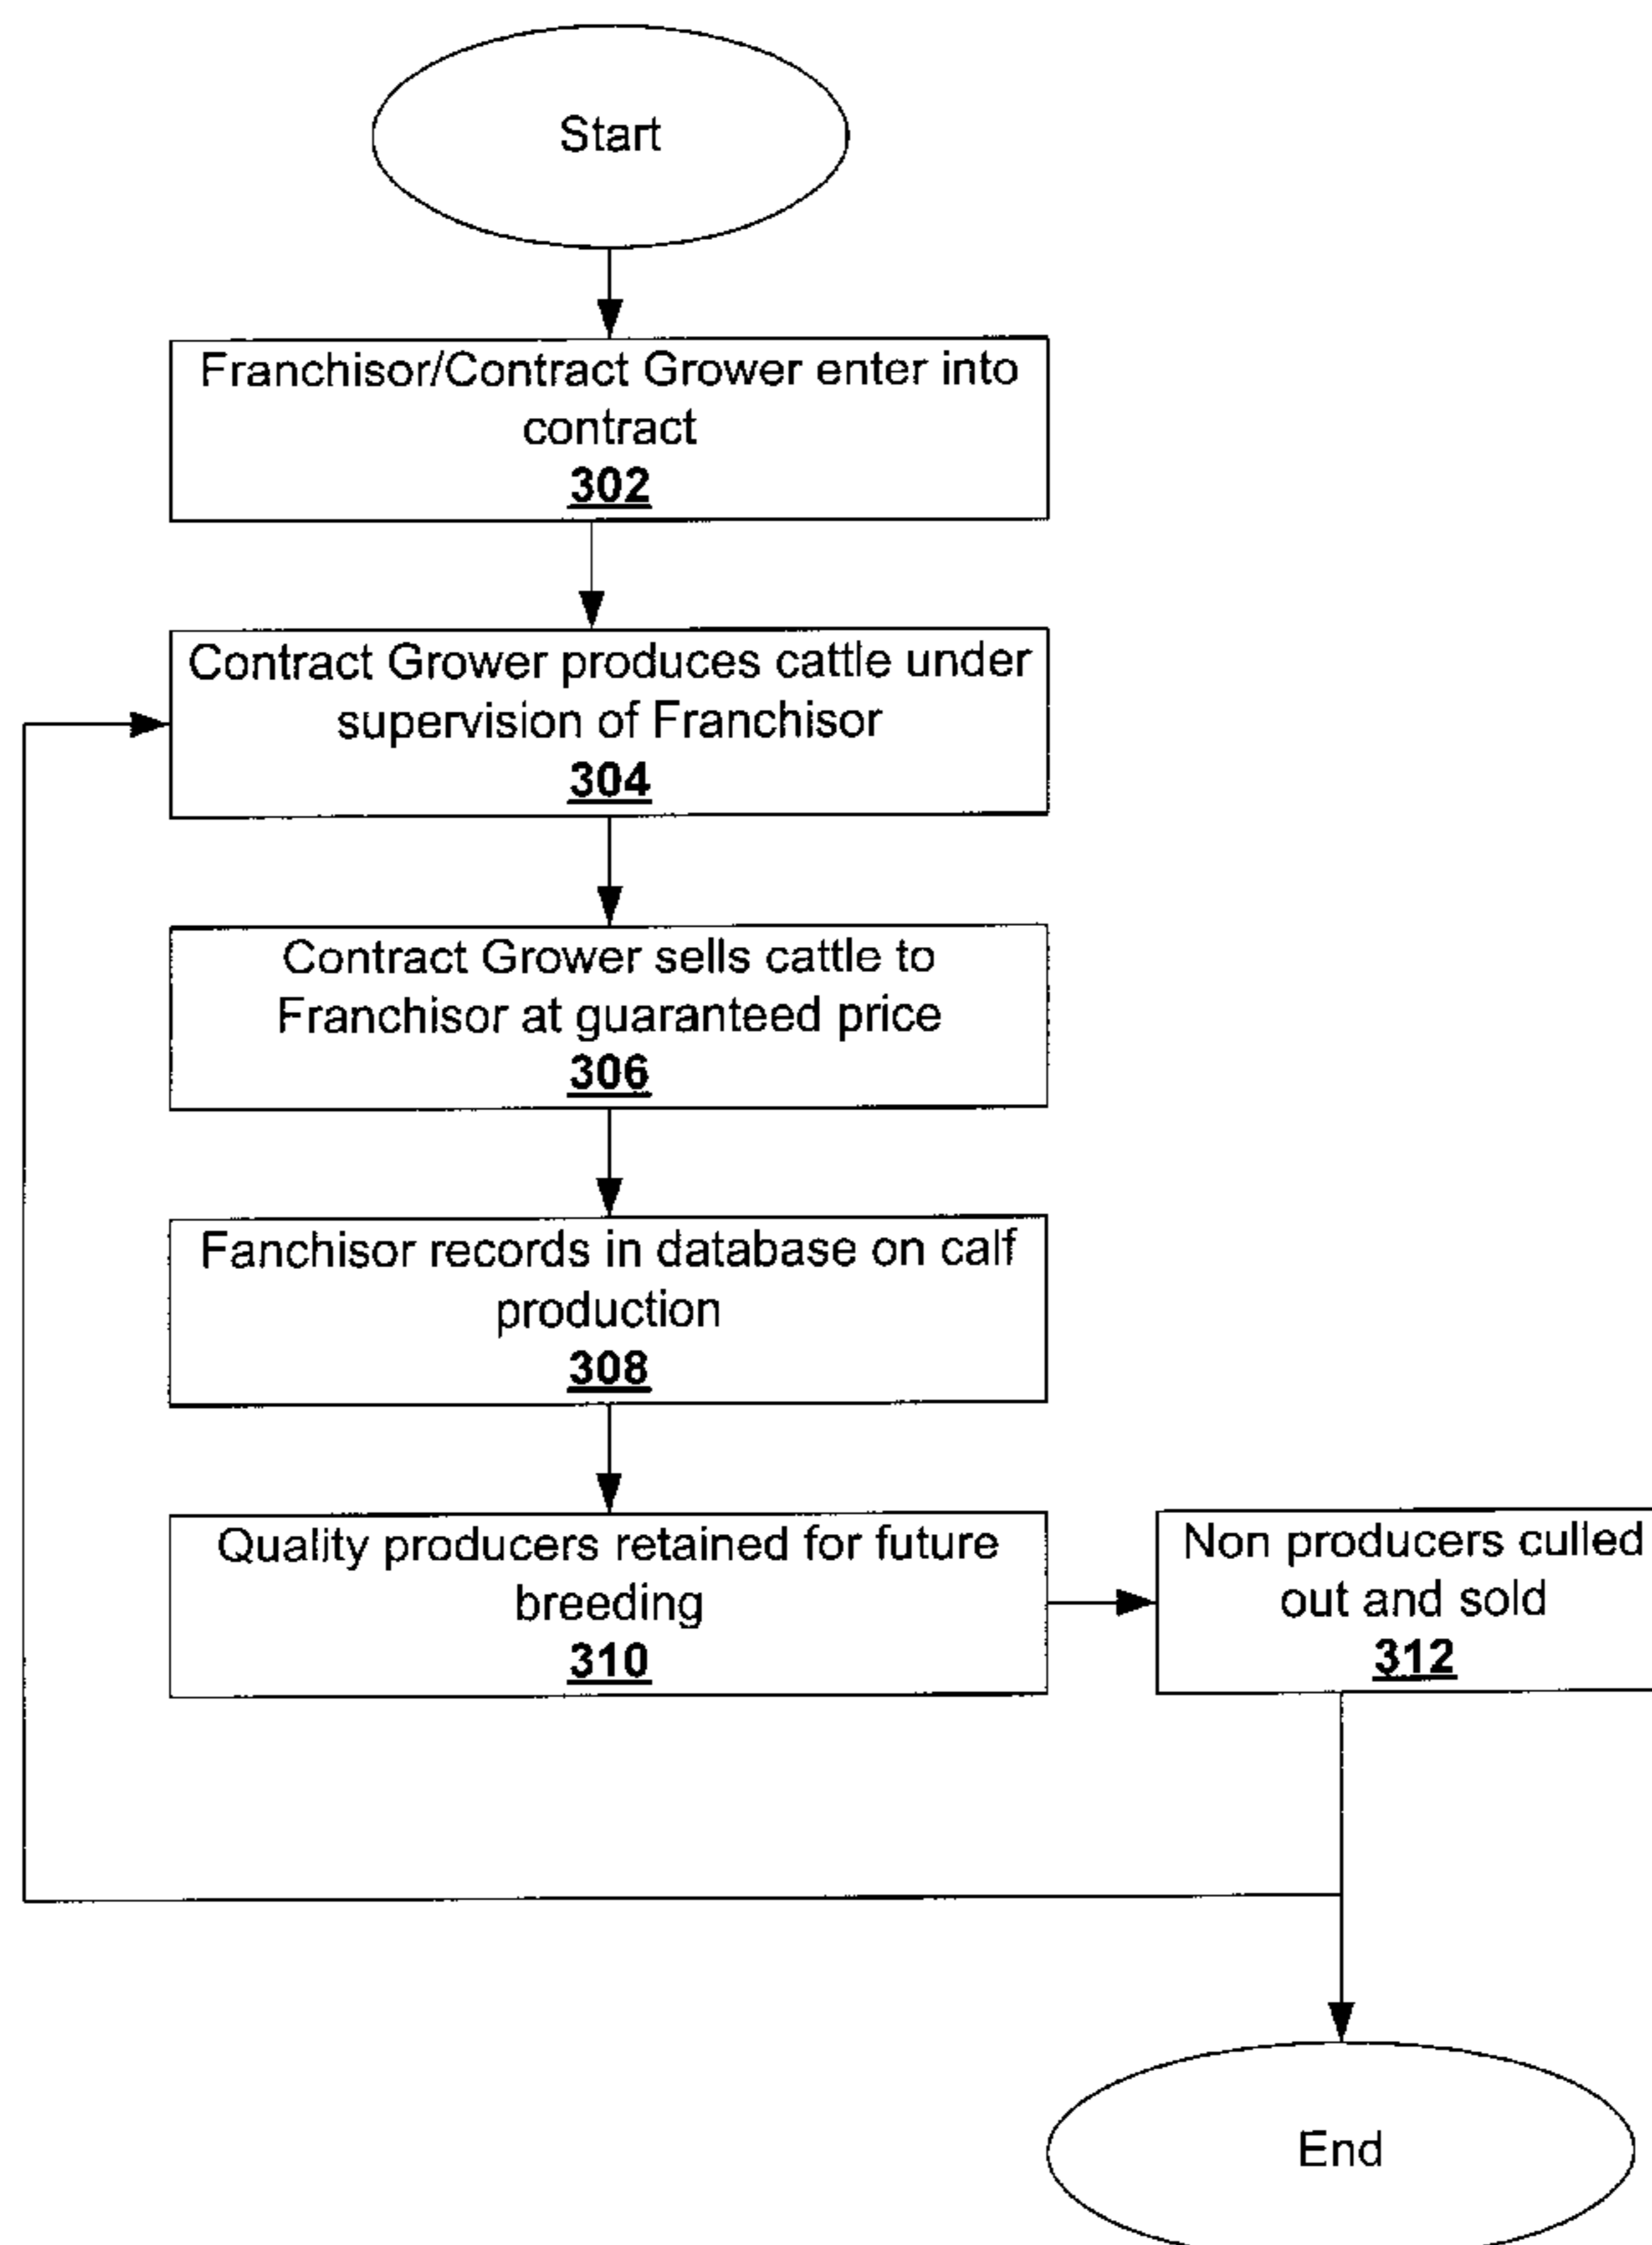 Start
Franchisor/Contract Grower enter into
contract
302
Contract Grower produces cattle under
supervision of Franchisor
304
Contract Grower sells cattle to
Franchisor at guaranteed price
306
Fanchisor records in database on calf
production
308
Quality producers retained for future
breeding
310
Non producers culled
out and sold
312
End